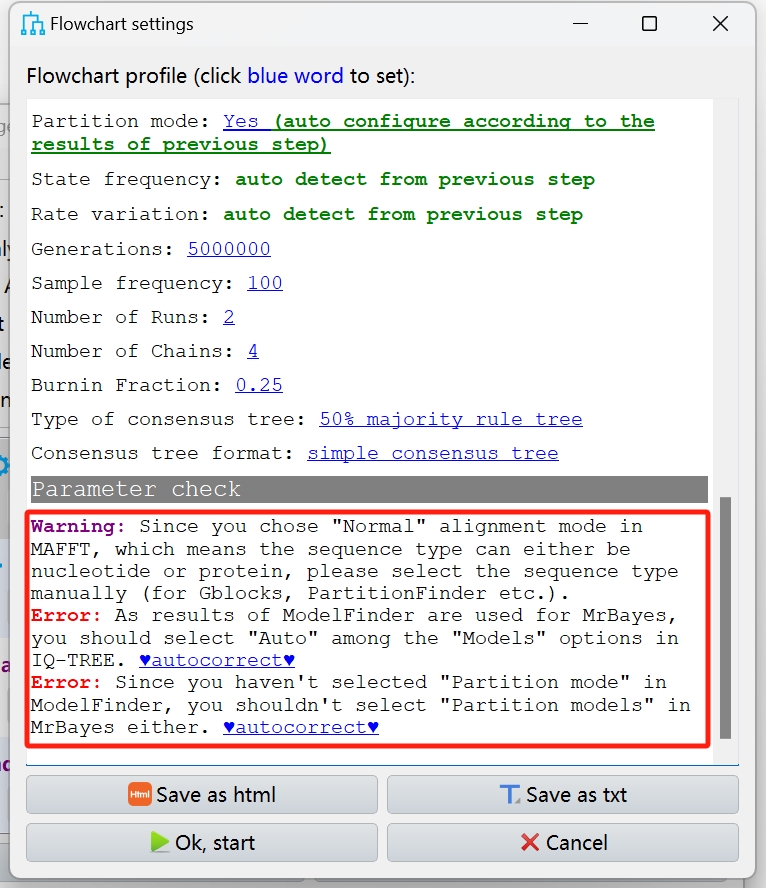 Flowchart settings
Flowchart profile (click blue word to set):
Partition mode: Yes (auto configure according to the
results of previous step)
State frequency: auto detect from previous step
Rate variation: auto detect from previous step
Generations: 5000000
Sample frequency: 100
Number of Runs: 2
Number of Chains: 4
Burnin Fraction: 0.25
Type of consensus tree: 50% majority rule tree
Consensus tree format: simple consensus tree
Parameter check
Warning: Since you chose "Normal" alignment mode in
MAFFT, which means the sequence type can either be
nucleotide or protein, please select the sequence type
manually (for Gblocks, PartitionFinder etc.).
Error: As results of ModelFinder are used for MrBayes,
you should select "Auto" among the "Models" options in
IQ-TREE. ♥autocorrect♥
Error: Since you haven't selected "Partition mode" in
ModelFinder, you shouldn't select "Partition models" in
MrBayes either. ♥autocorrect♥
Html Save as html
T Save as txt
Ok, start
Cancel